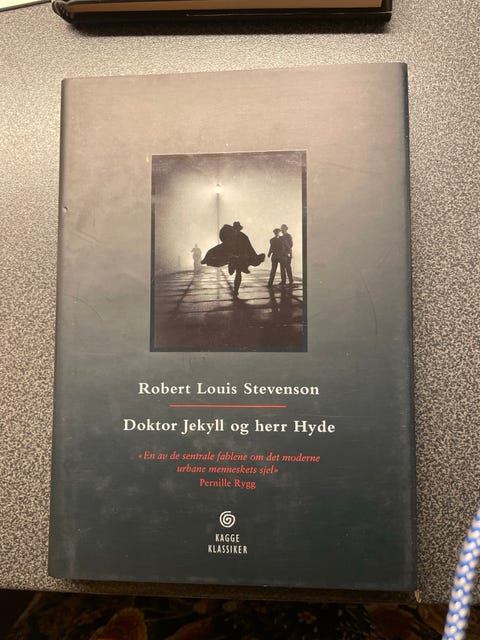 Robert Louis Stevenson
Doktor Jekyll og herr Hyde
«En av de sentrale fablene om det moderne
urbane menneskets sjel»
Pernille Rygg
KAGGE
KLASSIKER